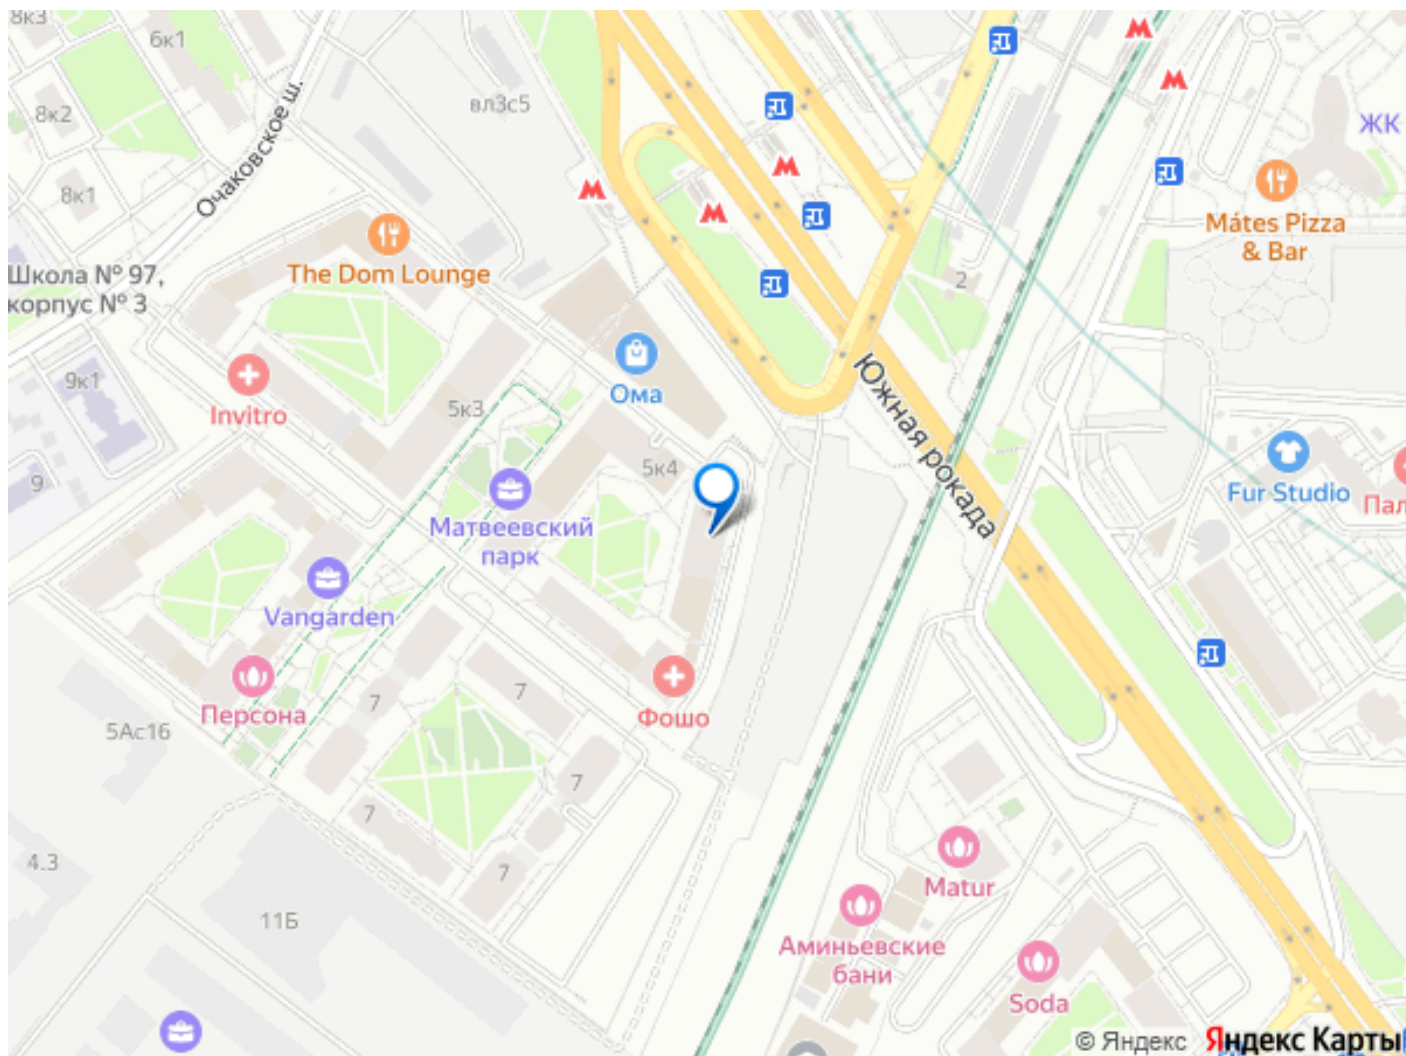 8к3
6к1
вл3с5
8к2
Очаковское ш.
ЖК
8к1
Mátes Pizza
& Bar
The Dom Lounge
Школа № 97,
корпус № 3
2
9к1
Ома
Invitro
5к3
Южная рокада
5к4
9
Fur Studio
Пал
Матвеевский
парк
Vangarden
7
7
Персона
Фошо
5Ас16
7
7
4.3
7
Matur
11Б
Аминьевские
бани
Soda
© Яндекс Яндекс Карты